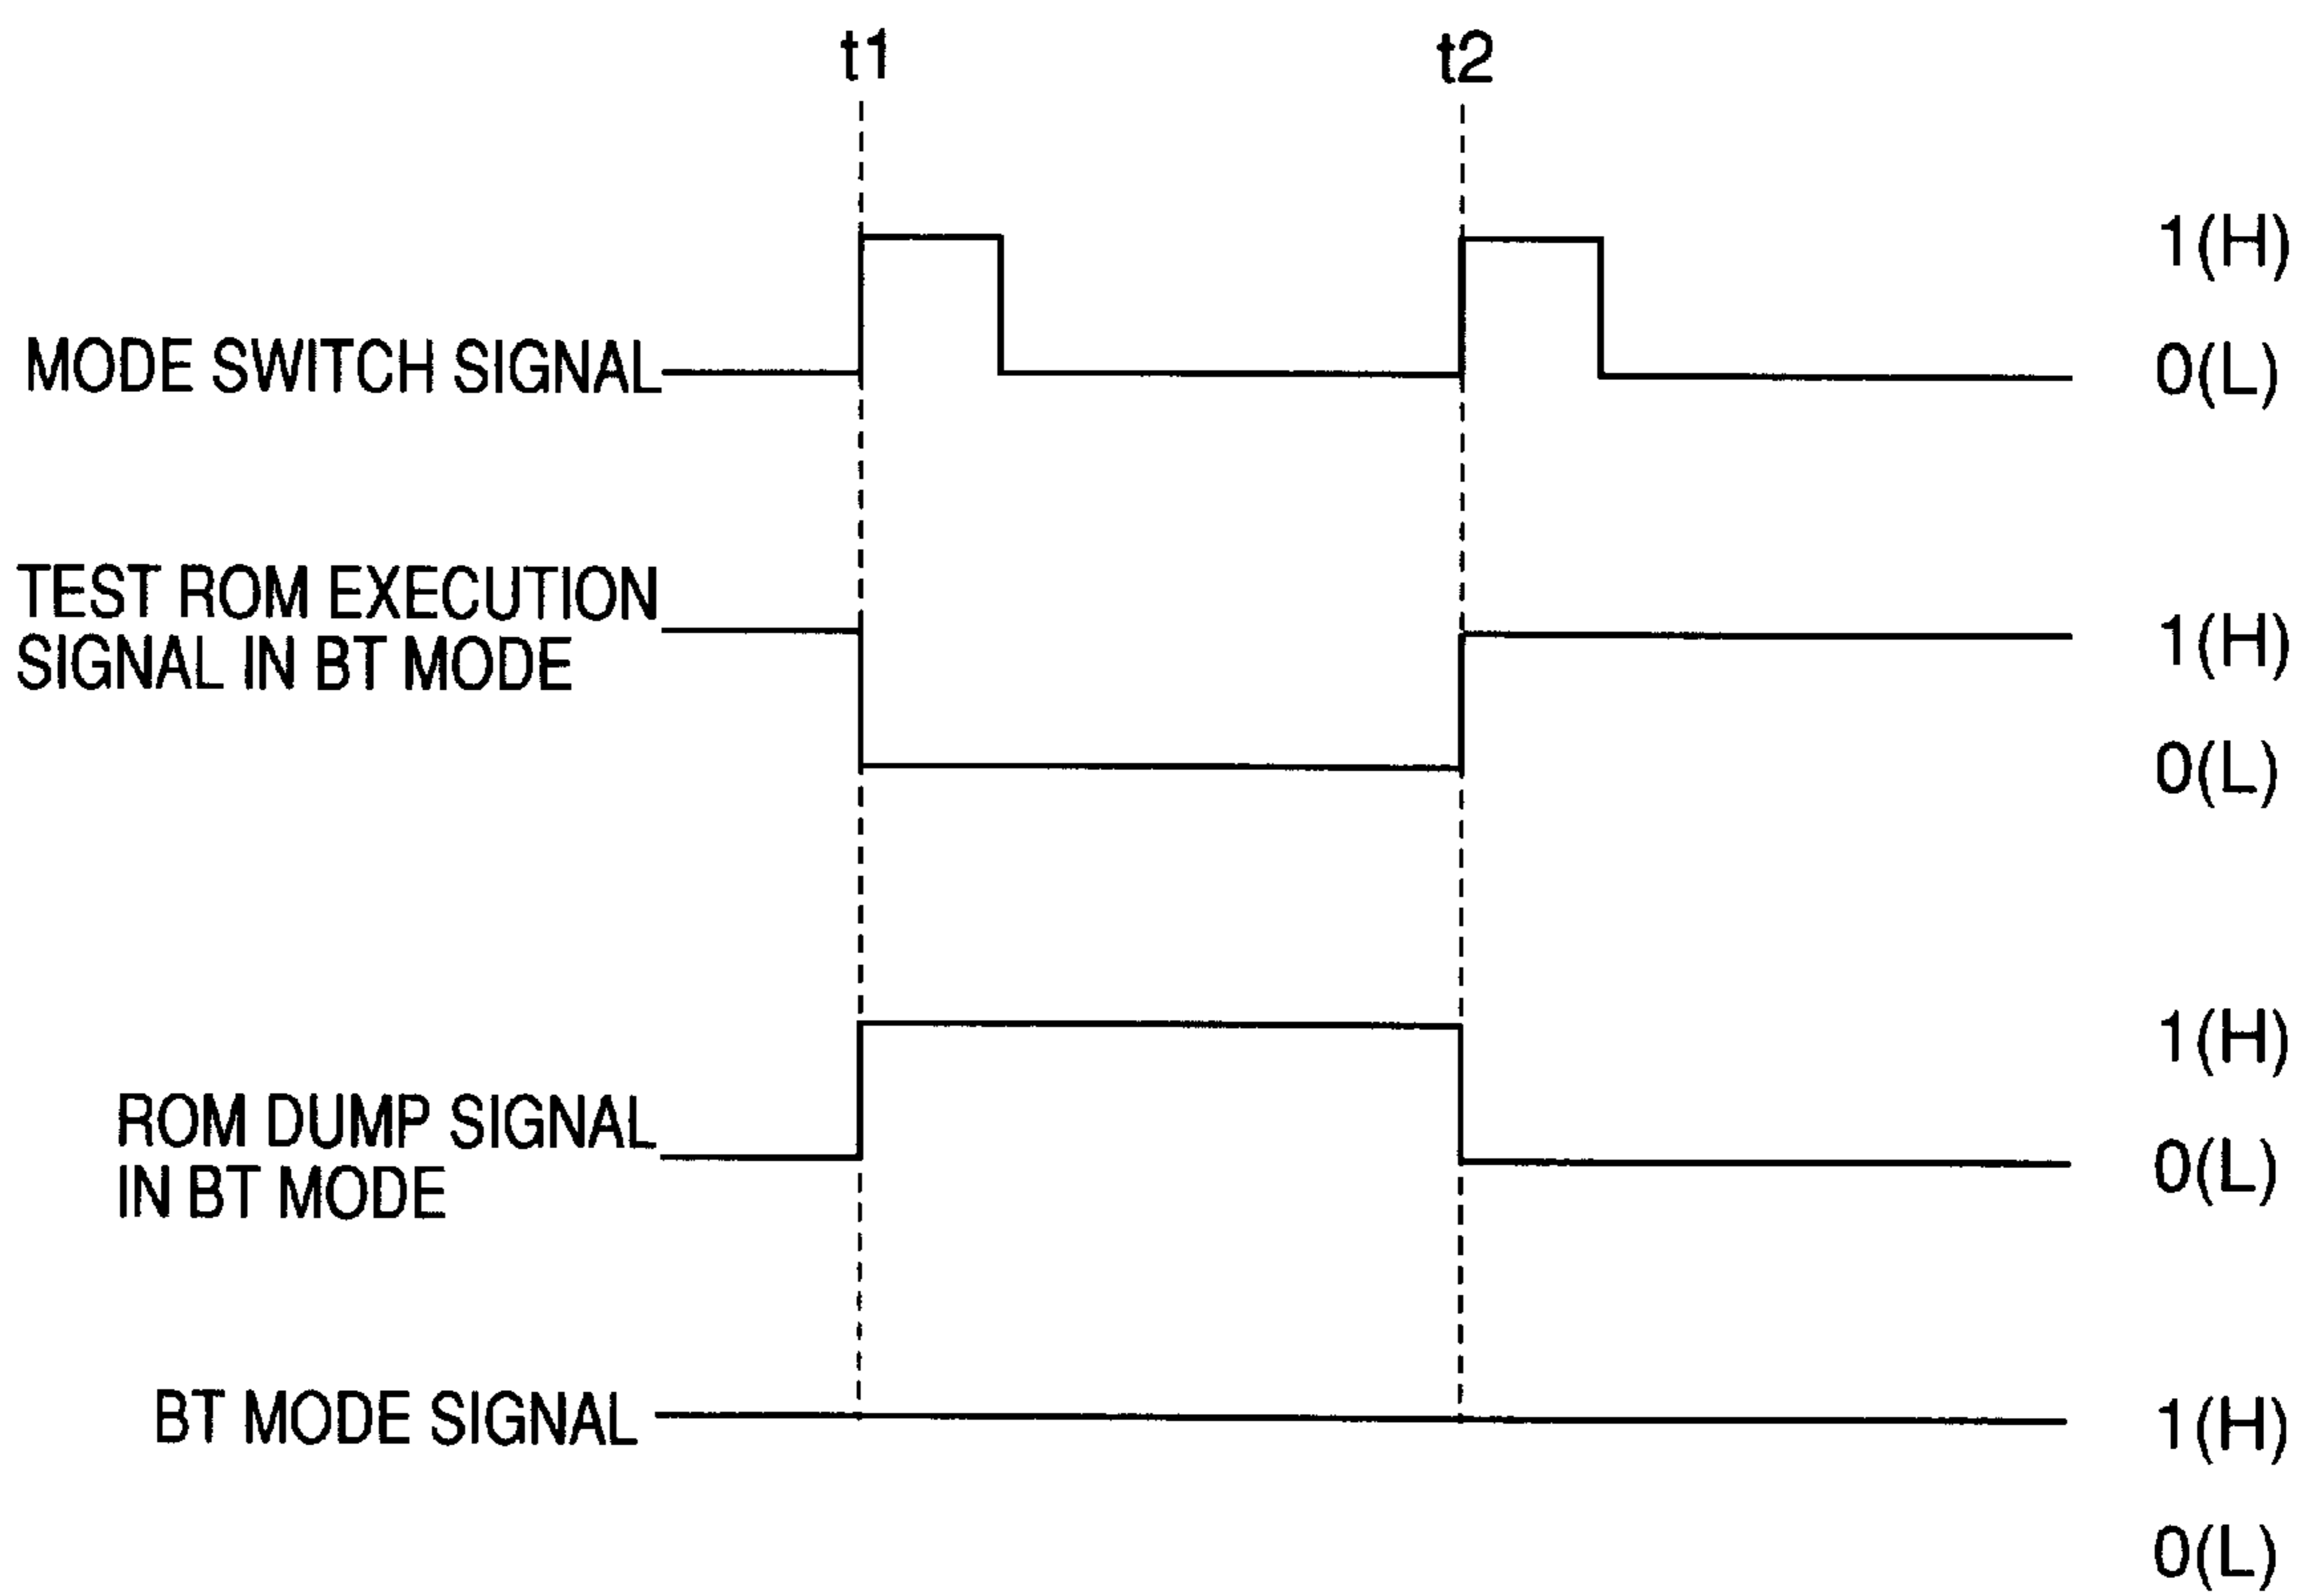 t1
t2
1(H)
MODE SWITCH SIGNAL
0(L)
TEST ROM EXECUTION
SIGNAL IN BT MODE
1(H)
0(L)
1(H)
ROM DUMP SIGNAL
IN BT MODE
0(L)
BT MODE SIGNAL
1(H)
0(L)